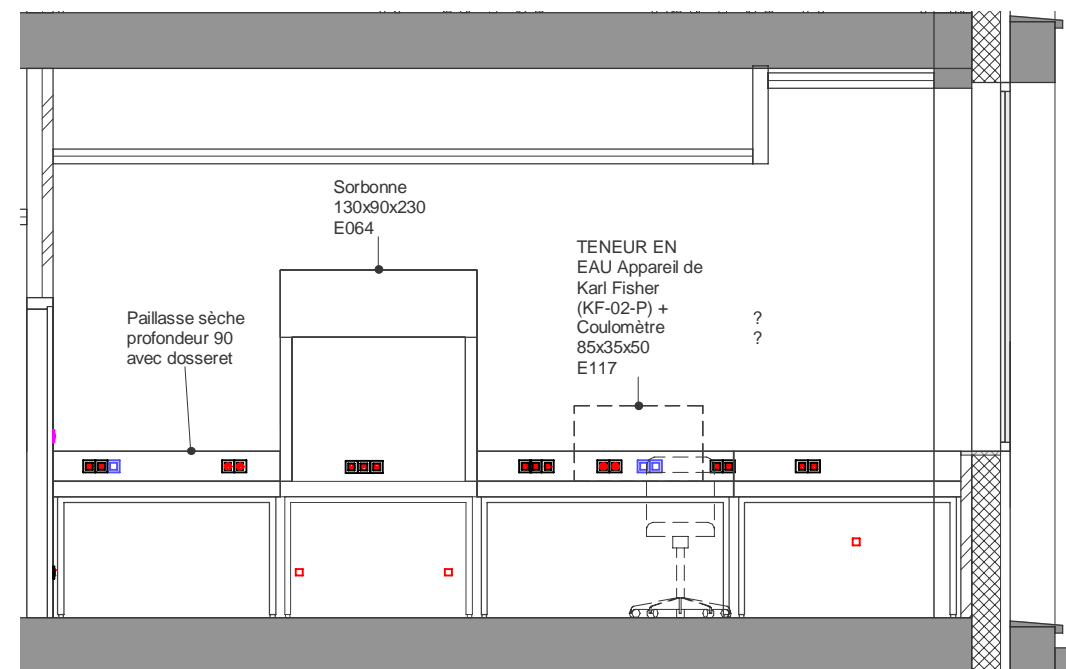 Sorbonne
130x90x230
E064
TENEUR EN
EAU Appareil de
Karl Fisher
(KF-02-P) +
Coulomètre
85x35x50
E117
Paillasse sèche
profondeur 90
avec dosseret
?
?